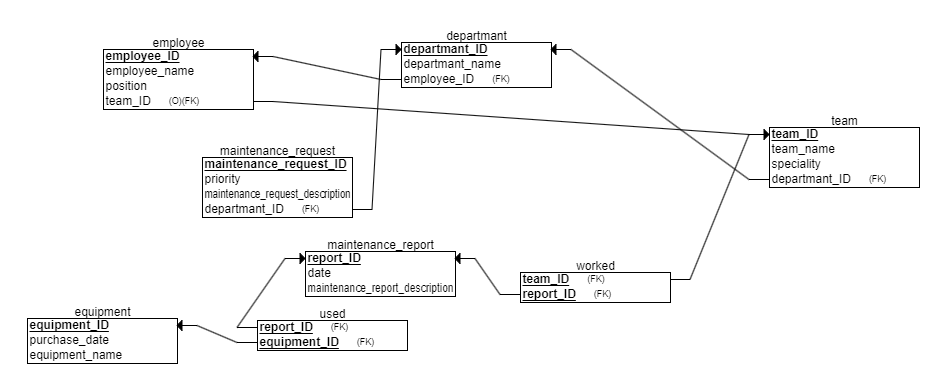 employee
employee_ID
employee_name
position
team_ID (O)(FK)
departmant
departmant_ID
departmant_name
employee_ID (FK)
team
team_ID
team_name
speciality
departmant_ID (FK)
maintenance_request
maintenance_request_ID
priority
maintenance_request_description
departmant_ID (FK)
maintenance_report
report_ID
date
maintenance_report_description
worked
team_ID (FK)
report_ID (FK)
equipment
equipment_ID
purchase_date
equipment_name
used
report_ID (FK)
equipment_ID (FK)